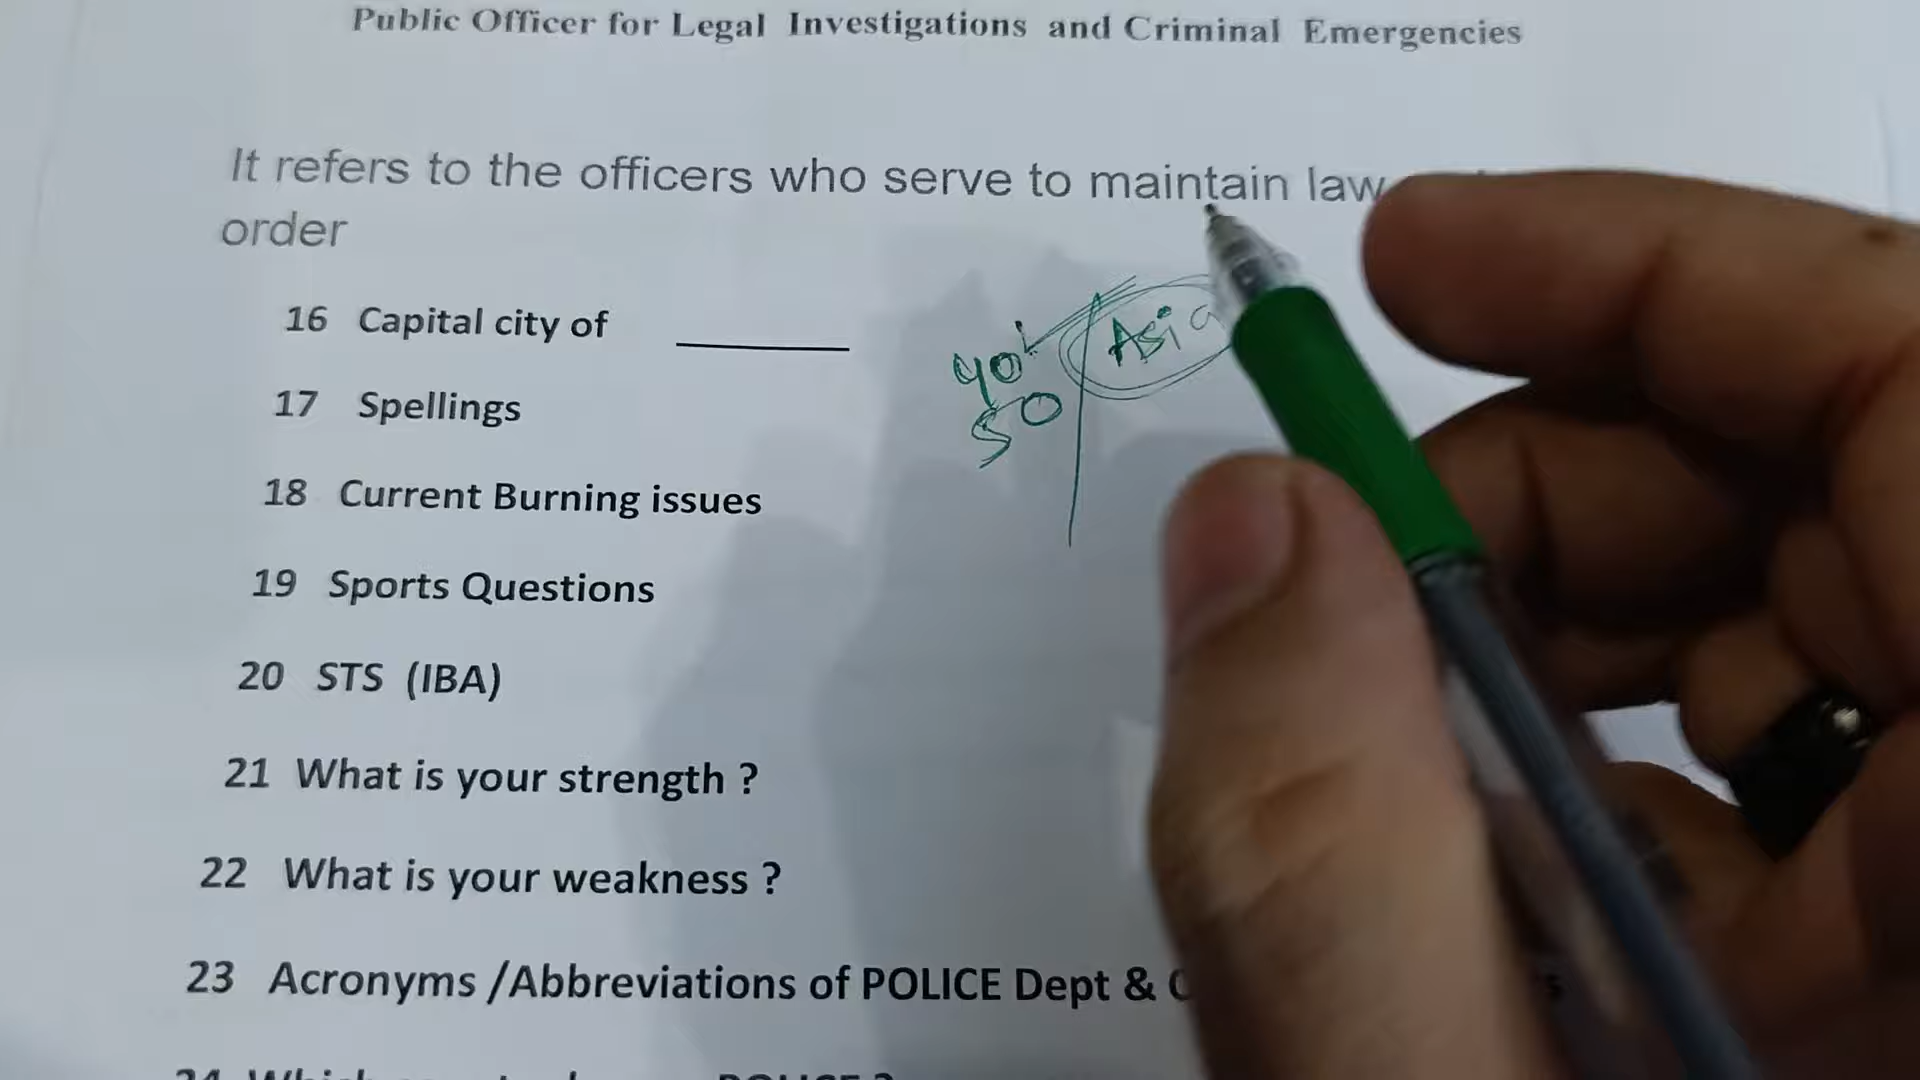 Public Officer for Legal Investigations and Criminal Emergencies
It refers to the officers who serve to maintain law
order
16 Capital city of ________
40
Asia
50
17 Spellings
18 Current Burning issues
19 Sports Questions
20 STS (IBA)
21 What is your strength ?
22 What is your weakness ?
23 Acronyms /Abbreviations of POLICE Dept &